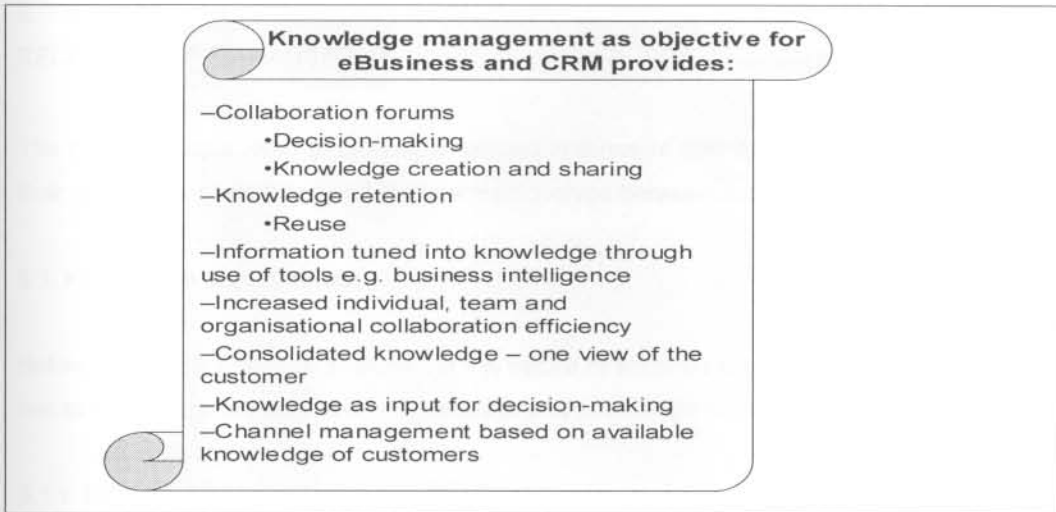 Knowledge management as objective for
eBusiness and CRM provides:
–Collaboration forums
•Decision-making
•Knowledge creation and sharing
–Knowledge retention
•Reuse
–Information tuned into knowledge through
use of tools e.g. business intelligence
–Increased individual, team and
organisational collaboration efficiency
–Consolidated knowledge – one view of the
customer
–Knowledge as input for decision-making
–Channel management based on available
knowledge of customers